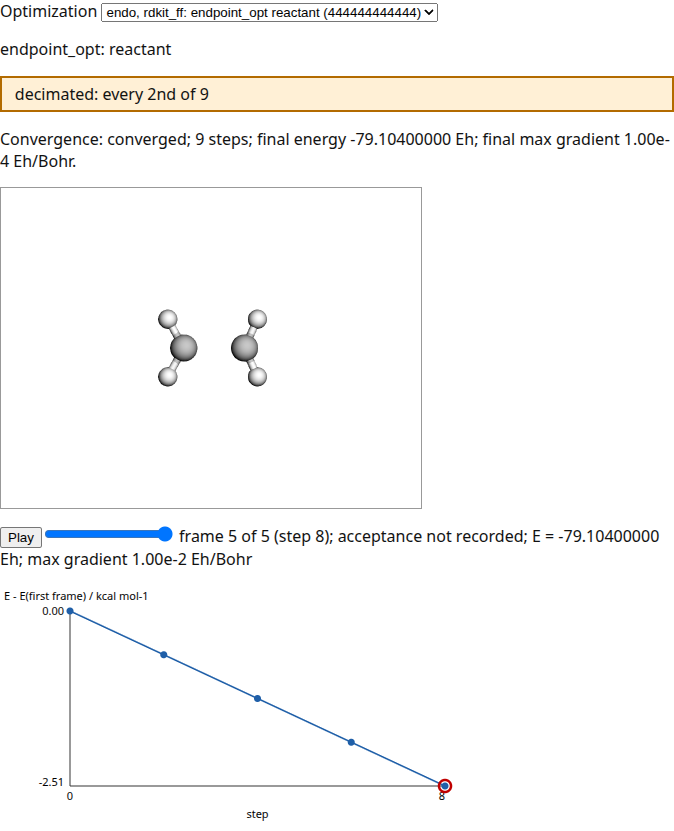 Optimization endo, rdkit_ff: endpoint_opt reactant (444444444444)
endpoint_opt: reactant
decimated: every 2nd of 9
Convergence: converged; 9 steps; final energy -79.10400000 Eh; final max gradient 1.00e-
4 Eh/Bohr.
Play frame 5 of 5 (step 8); acceptance not recorded; E = -79.10400000
Eh; max gradient 1.00e-2 Eh/Bohr
E - E(first frame) / kcal mol-1
0.00
-2.51
0 8
step